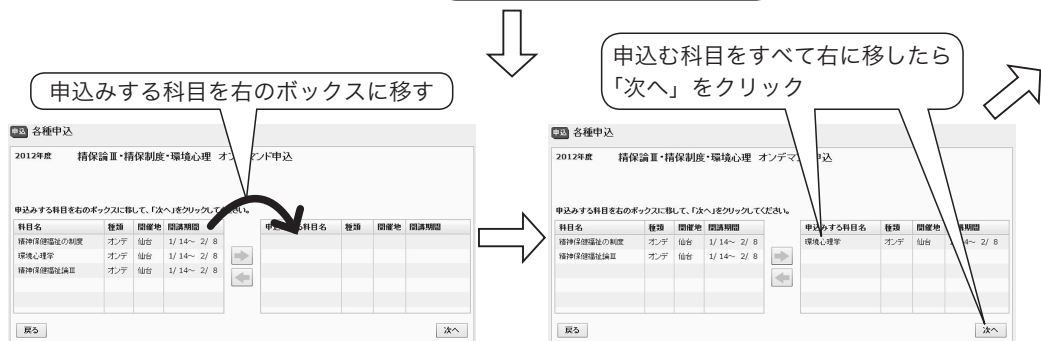 申込む科目をすべて右に移したら
「次へ」をクリック
申込みする科目を右のボックスに移す
申込 各種申込
2012年度 精保論Ⅲ・精保制度・環境心理 オンデマンド申込
申込みする科目を右のボックスに移して、「次へ」をクリックしてください。
科目名 種類 開催地 開講期間
精神保健福祉の制度 オンデ 仙台 1/14～ 2/ 8
環境心理学 オンデ 仙台 1/14～ 2/ 8
精神保健福祉論Ⅲ オンデ 仙台 1/14～ 2/ 8
申込みする科目名 種類 開催地 開講期間
戻る 次へ
申込 各種申込
2012年度 精保論Ⅲ・精保制度・環境心理 オンデマンド申込
申込みする科目を右のボックスに移して、「次へ」をクリックしてください。
科目名 種類 開催地 開講期間
精神保健福祉の制度 オンデ 仙台 1/14～ 2/ 8
精神保健福祉論Ⅲ オンデ 仙台 1/14～ 2/ 8
申込みする科目名 種類 開催地 開講期間
環境心理学 オンデ 仙台 1/14～ 2/ 8
戻る 次へ